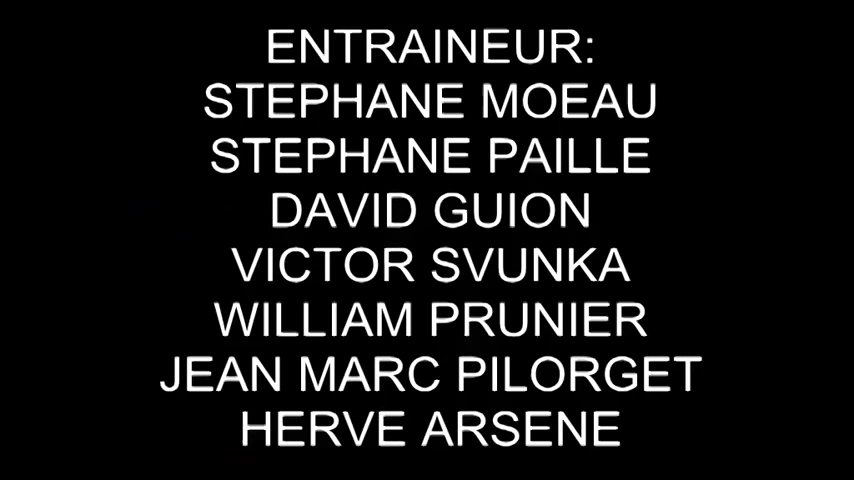 ENTRAINEUR:
STEPHANE MOEAU
STEPHANE PAILLE
DAVID GUION
VICTOR SVUNKA
WILLIAM PRUNIER
JEAN MARC PILORGET
HERVE ARSENE